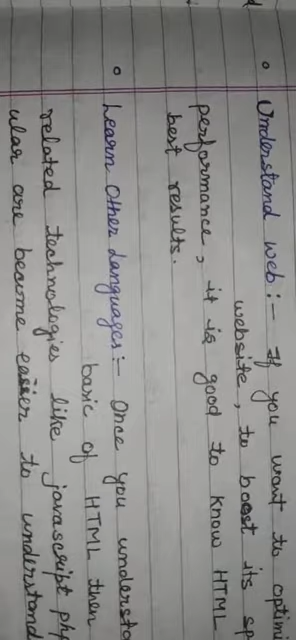 Understand web:- If you want to optimi
website, to boost its sp
performance, it is good to know HTML
best results.
Learn Other Languages:- Once you understa
basic of HTML then
related technologies like javascript php
ular are become easier to understand